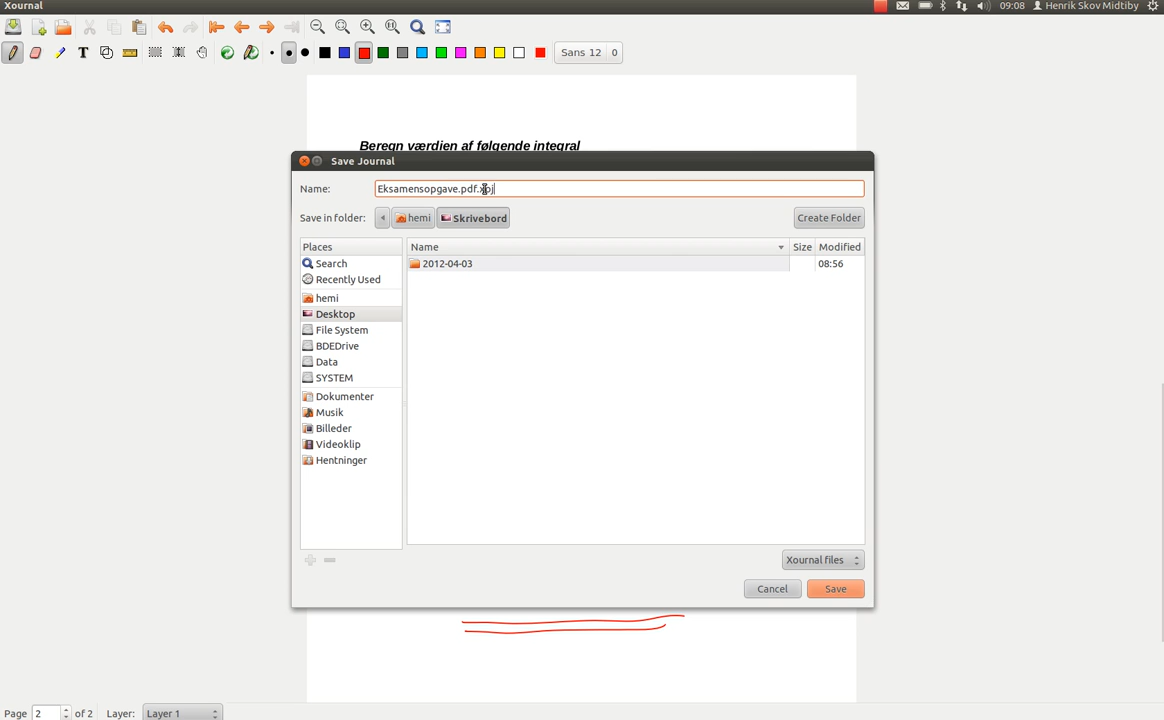 Xournal
09:08 Henrik Skov Midtiby
Sans 12 0
Beregn værdien af følgende integral
Save Journal
Name: Eksamensopgave.pdf.xoj
Save in folder: hemi Skrivebord Create Folder
Places Name Size Modified
Search 2012-04-03 08:56
Recently Used
hemi
Desktop
File System
BDEDrive
Data
SYSTEM
Dokumenter
Musik
Billeder
Videoklip
Hentninger
Xournal files
Cancel Save
Page 2 of 2 Layer: Layer 1